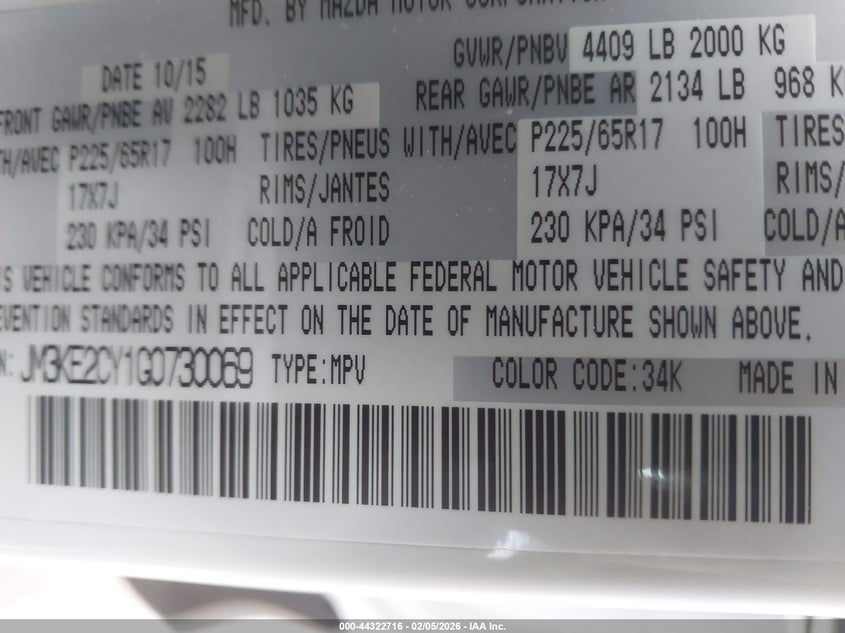 MFD. BY MAZDA MOTOR CORPORATION
DATE 10/15
GVWR/PNBV 4409 LB 2000 KG
FRONT GAWR/PNBE AV 2282 LB 1035 KG
REAR GAWR/PNBE AR 2134 LB 968 K
TH/AVEC P225/65R17 100H TIRES/PNEUS WITH/AVEC P225/65R17 100H TIRES
17X7J RIMS/JANTES 17X7J RIMS/
230 KPA/34 PSI COLD/A FROID 230 KPA/34 PSI COLD/A
IS VEHICLE CONFORMS TO ALL APPLICABLE FEDERAL MOTOR VEHICLE SAFETY AND
EVENTION STANDARDS IN EFFECT ON THE DATE OF MANUFACTURE SHOWN ABOVE.
N: JM3KE2CY1G0730069 TYPE:MPV COLOR CODE:34K MADE IN
000-44322716 - 02/05/2026 - IAA Inc.